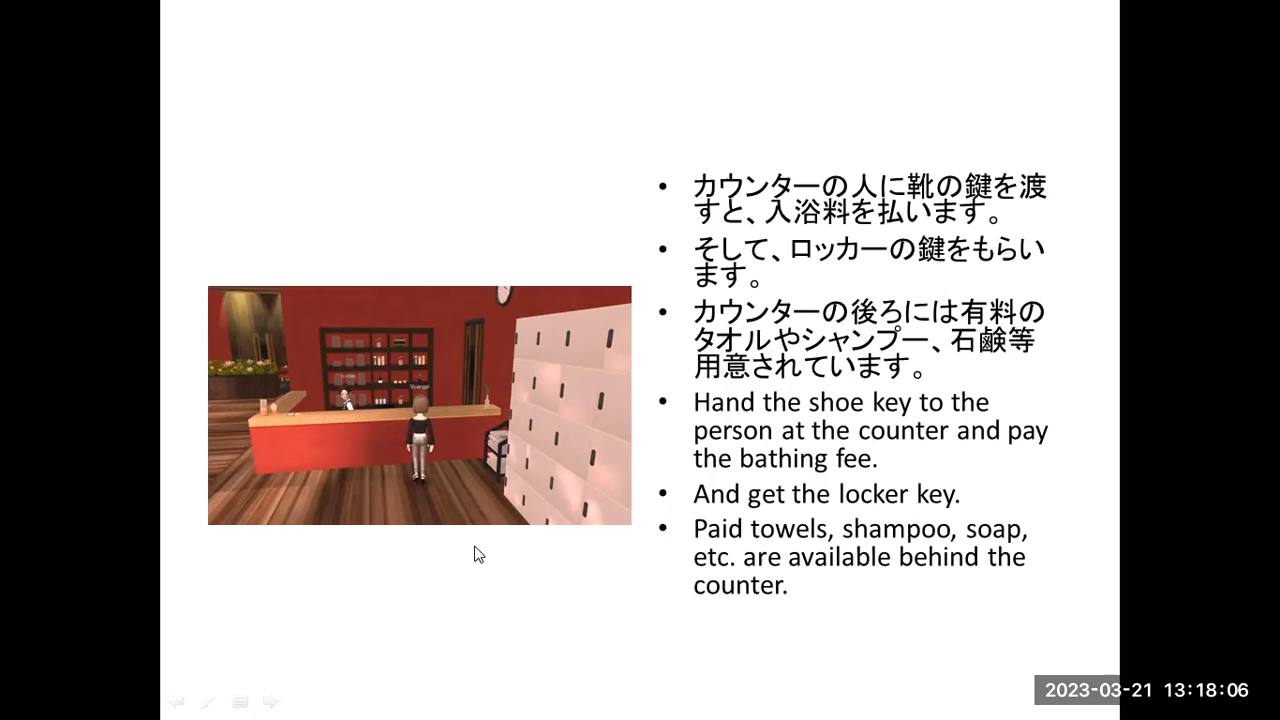 カウンターの人に靴の鍵を渡
すと、入浴料を払います。
そして、ロッカーの鍵をもらい
ます。
カウンターの後ろには有料の
タオルやシャンプー、石鹸等
用意されています。
Hand the shoe key to the
person at the counter and pay
the bathing fee.
And get the locker key.
Paid towels, shampoo, soap,
etc. are available behind the
counter.
2023-03-21 13:18:06